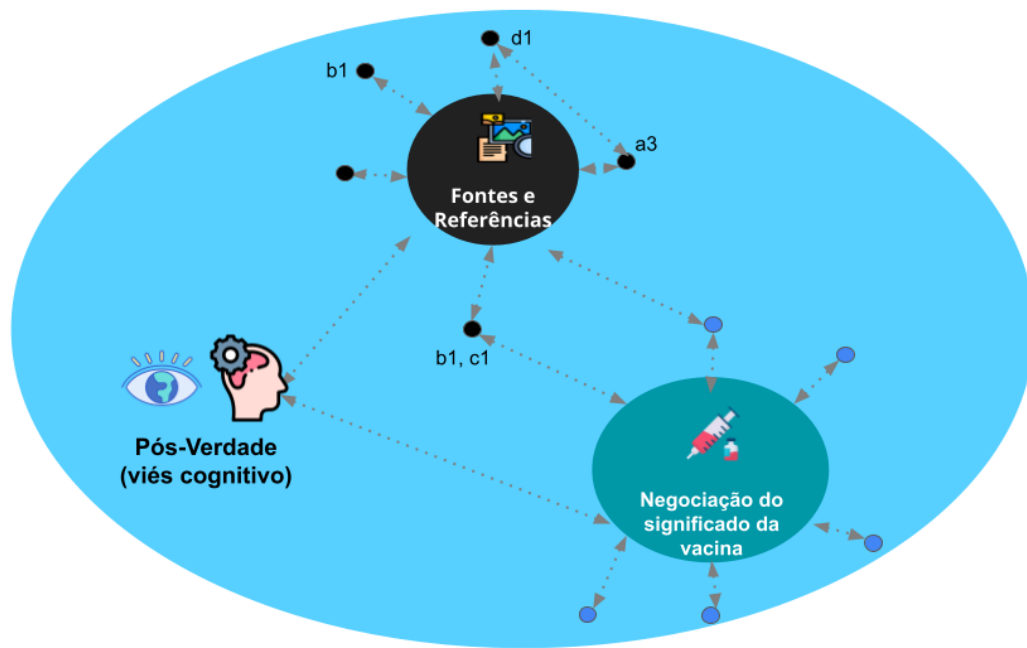 d1
b1
a3
Fontes e
Referências
b1, c1
Pós-Verdade
(viés cognitivo)
Negociação do
significado da
vacina